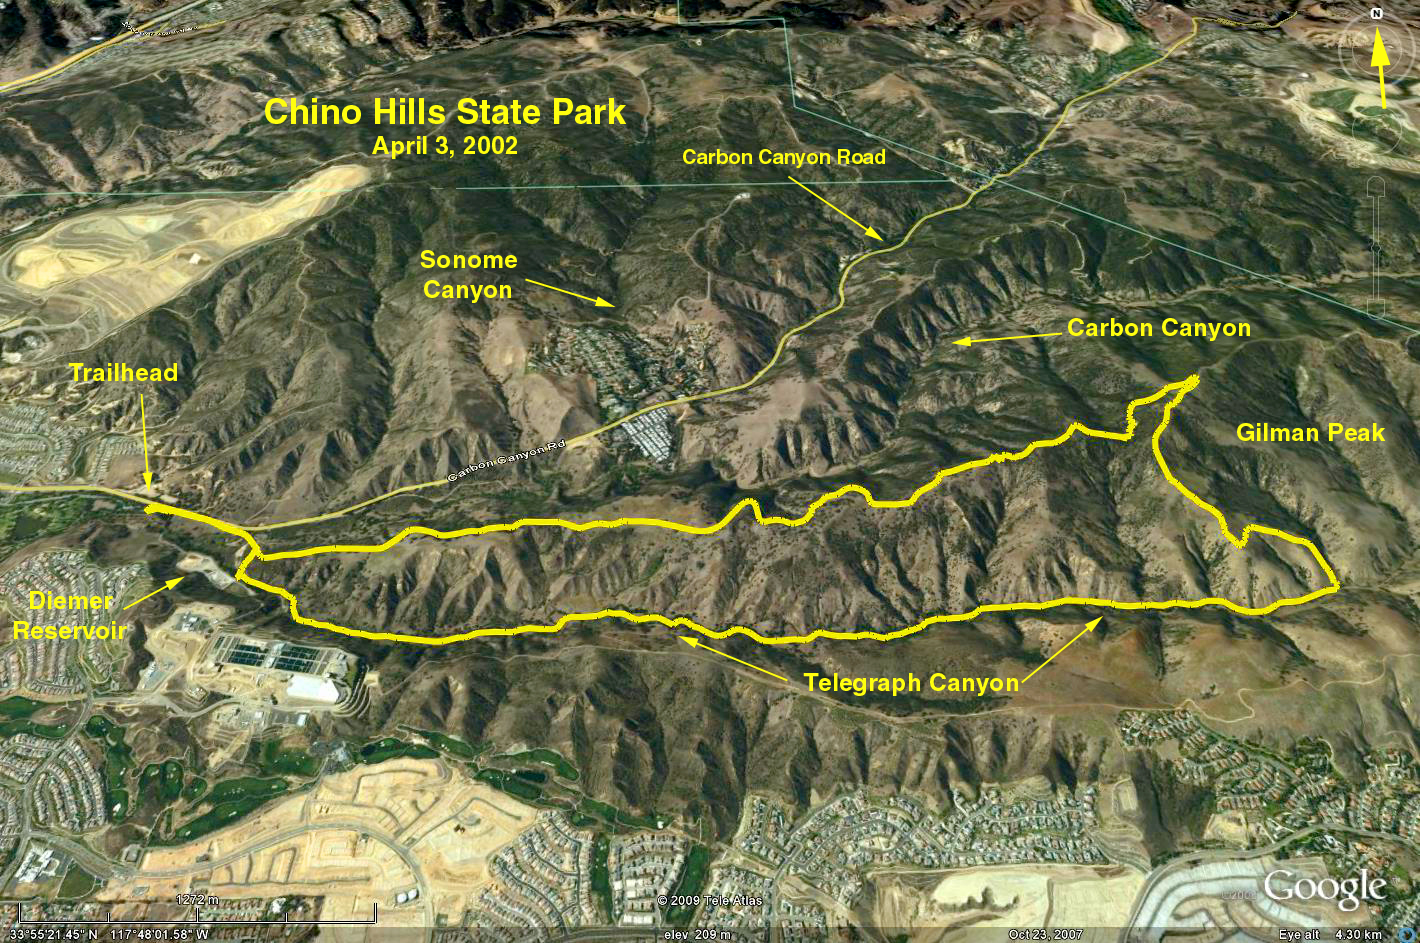 N
Chino Hills State Park
April 3, 2002
Carbon Canyon Road
Sonome
Canyon
Carbon Canyon
Trailhead
Gilman Peak
Carbon Canyon Rd
Diemer
Reservoir
Telegraph Canyon
1272 m
© 2009 Tele Atlas
Google
33°55'21.45" N 117°48'01.58" W
elev 209 m
Oct 23, 2007
Eye alt 4.30 km